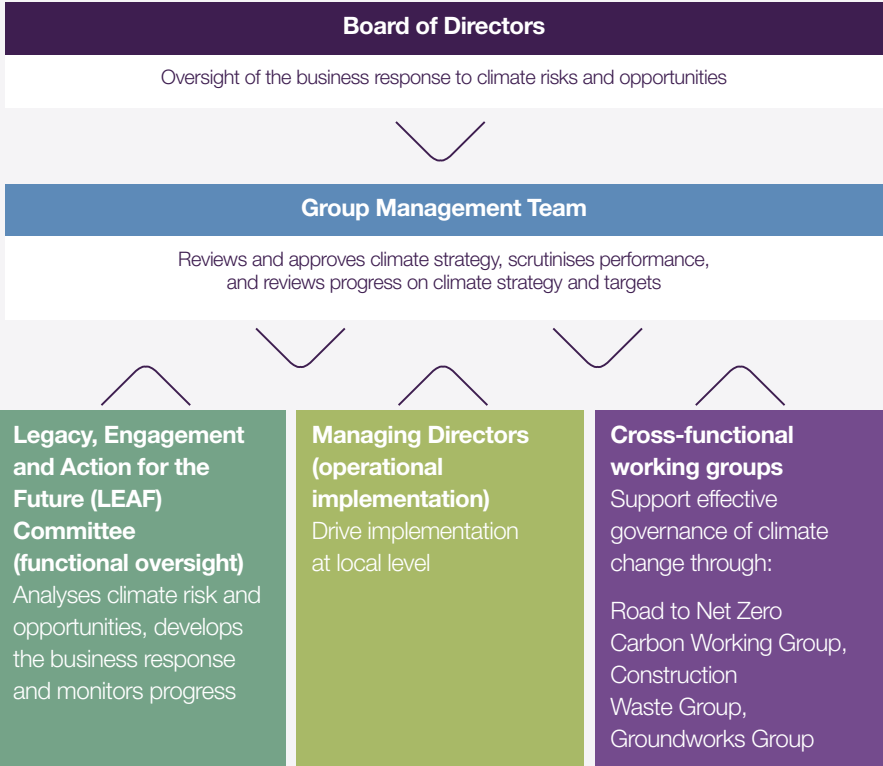 Board of Directors
Oversight of the business response to climate risks and opportunities
Group Management Team
Reviews and approves climate strategy, scrutinises performance,
and reviews progress on climate strategy and targets
Legacy, Engagement
and Action for the
Future (LEAF)
Committee
(functional oversight)
Analyses climate risk and
opportunities, develops
the business response
and monitors progress
Managing Directors
(operational
implementation)
Drive implementation
at local level
Cross-functional
working groups
Support effective
governance of climate
change through:
Road to Net Zero
Carbon Working Group,
Construction
Waste Group,
Groundworks Group